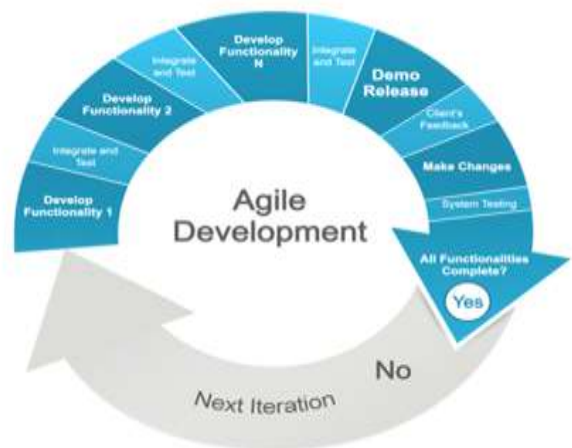 Develop
Functionality 1
Integrate and
Test
Develop
Functionality 2
Integrate
and Test
Develop
Functionality
N
Integrate
and Test
Demo
Release
Client's
Feedback
Make Changes
System Testing
All Functionalities
Complete?
Yes
No
Next Iteration
Agile
Development